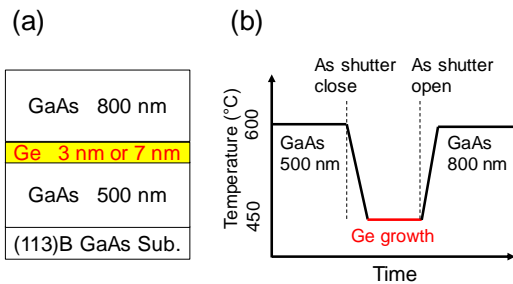 (a)
GaAs 800 nm
Ge 3 nm or 7 nm
GaAs 500 nm
(113)B GaAs Sub.
(b)
As shutter
close
As shutter
open
Temperature (°C)
600
450
GaAs
500 nm
GaAs
800 nm
Ge growth
Time